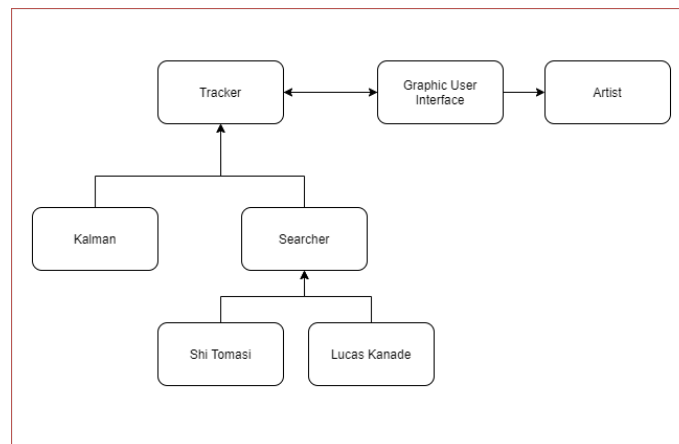 Tracker
Graphic User
Interface
Artist
Kalman
Searcher
Shi Tomasi
Lucas Kanade